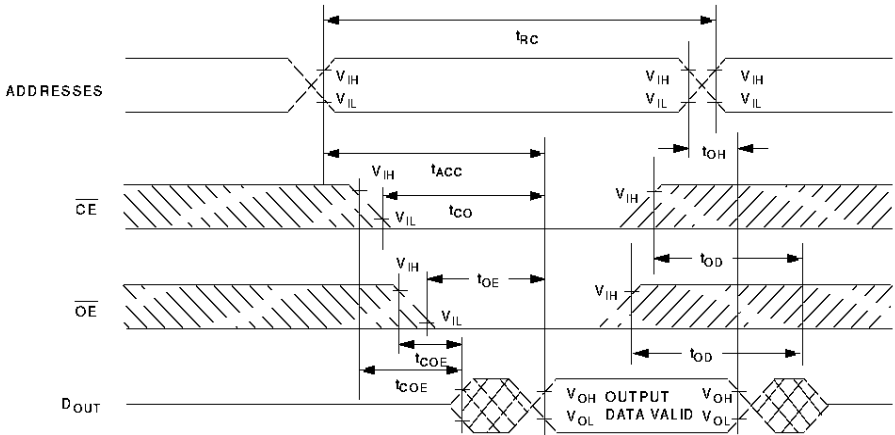 tRC
ADDRESSES
VIH VIH VIH
VIL VIL VIL
tOH
tACC
VIH
VIH
CE
VIL
tCO
tOD
VIH
tOE
VIH
OE
VIL
tCOE
tOD
tCOE
DOUT
VOH OUTPUT VOH
VOL DATA VALID VOL